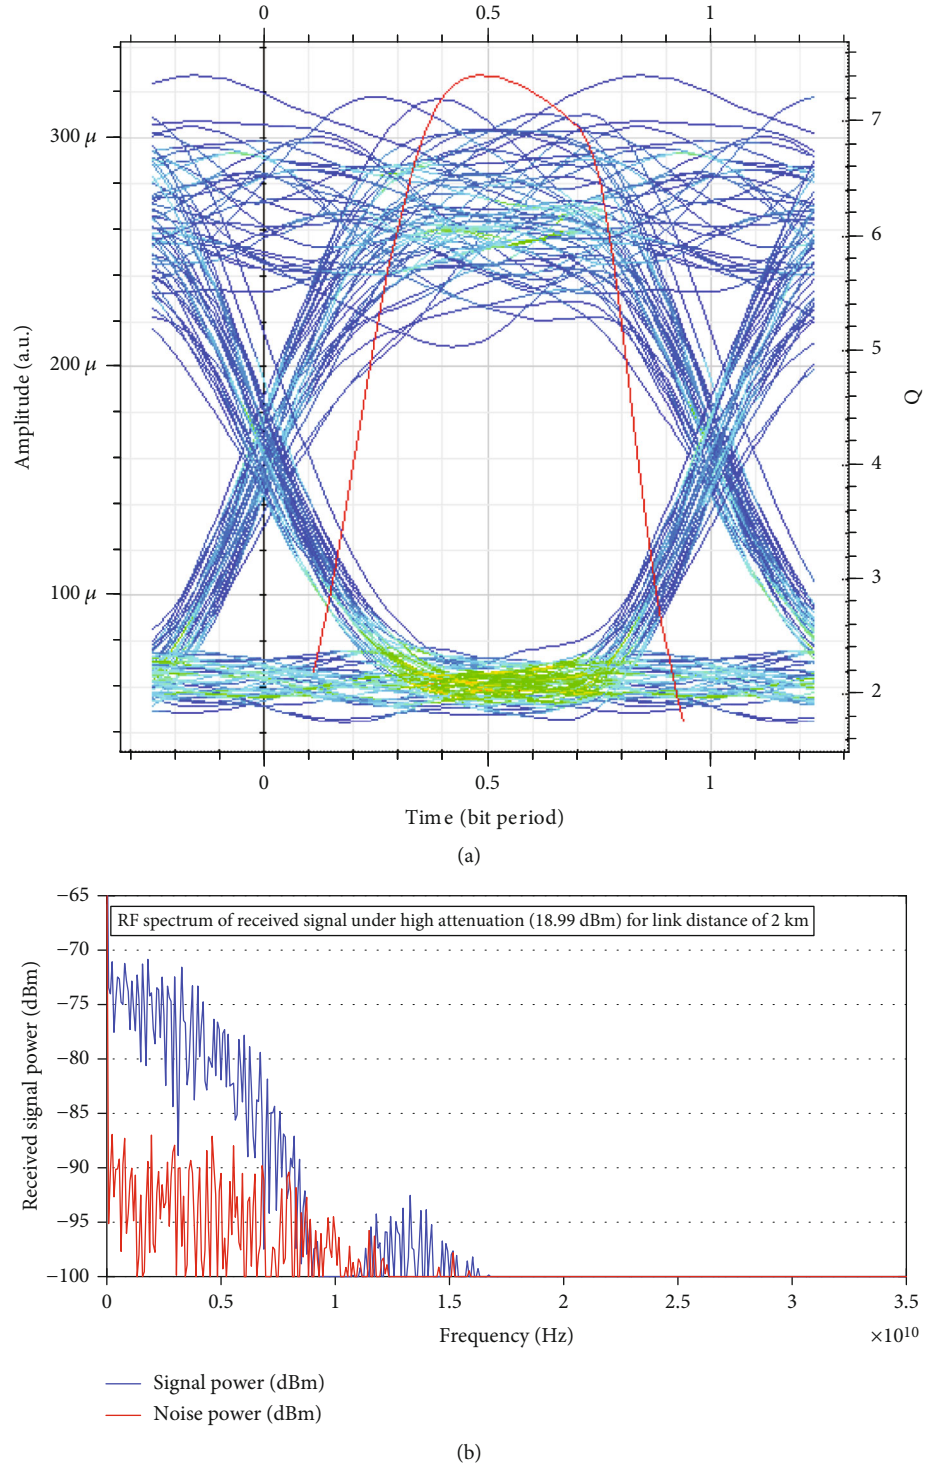 0 0.5 1
300 μ
200 μ
100 μ
Amplitude (a.u.)
7
6
5
4
3
2
Q
0 0.5 1
Time (bit period)
(a)
−65
−70
−75
−80
−85
−90
−95
−100
Received signal power (dBm)
RF spectrum of received signal under high attenuation (18.99 dBm) for link distance of 2 km
0 0.5 1 1.5 2 2.5 3 3.5
Frequency (Hz) ×10¹⁰
Signal power (dBm)
Noise power (dBm)
(b)